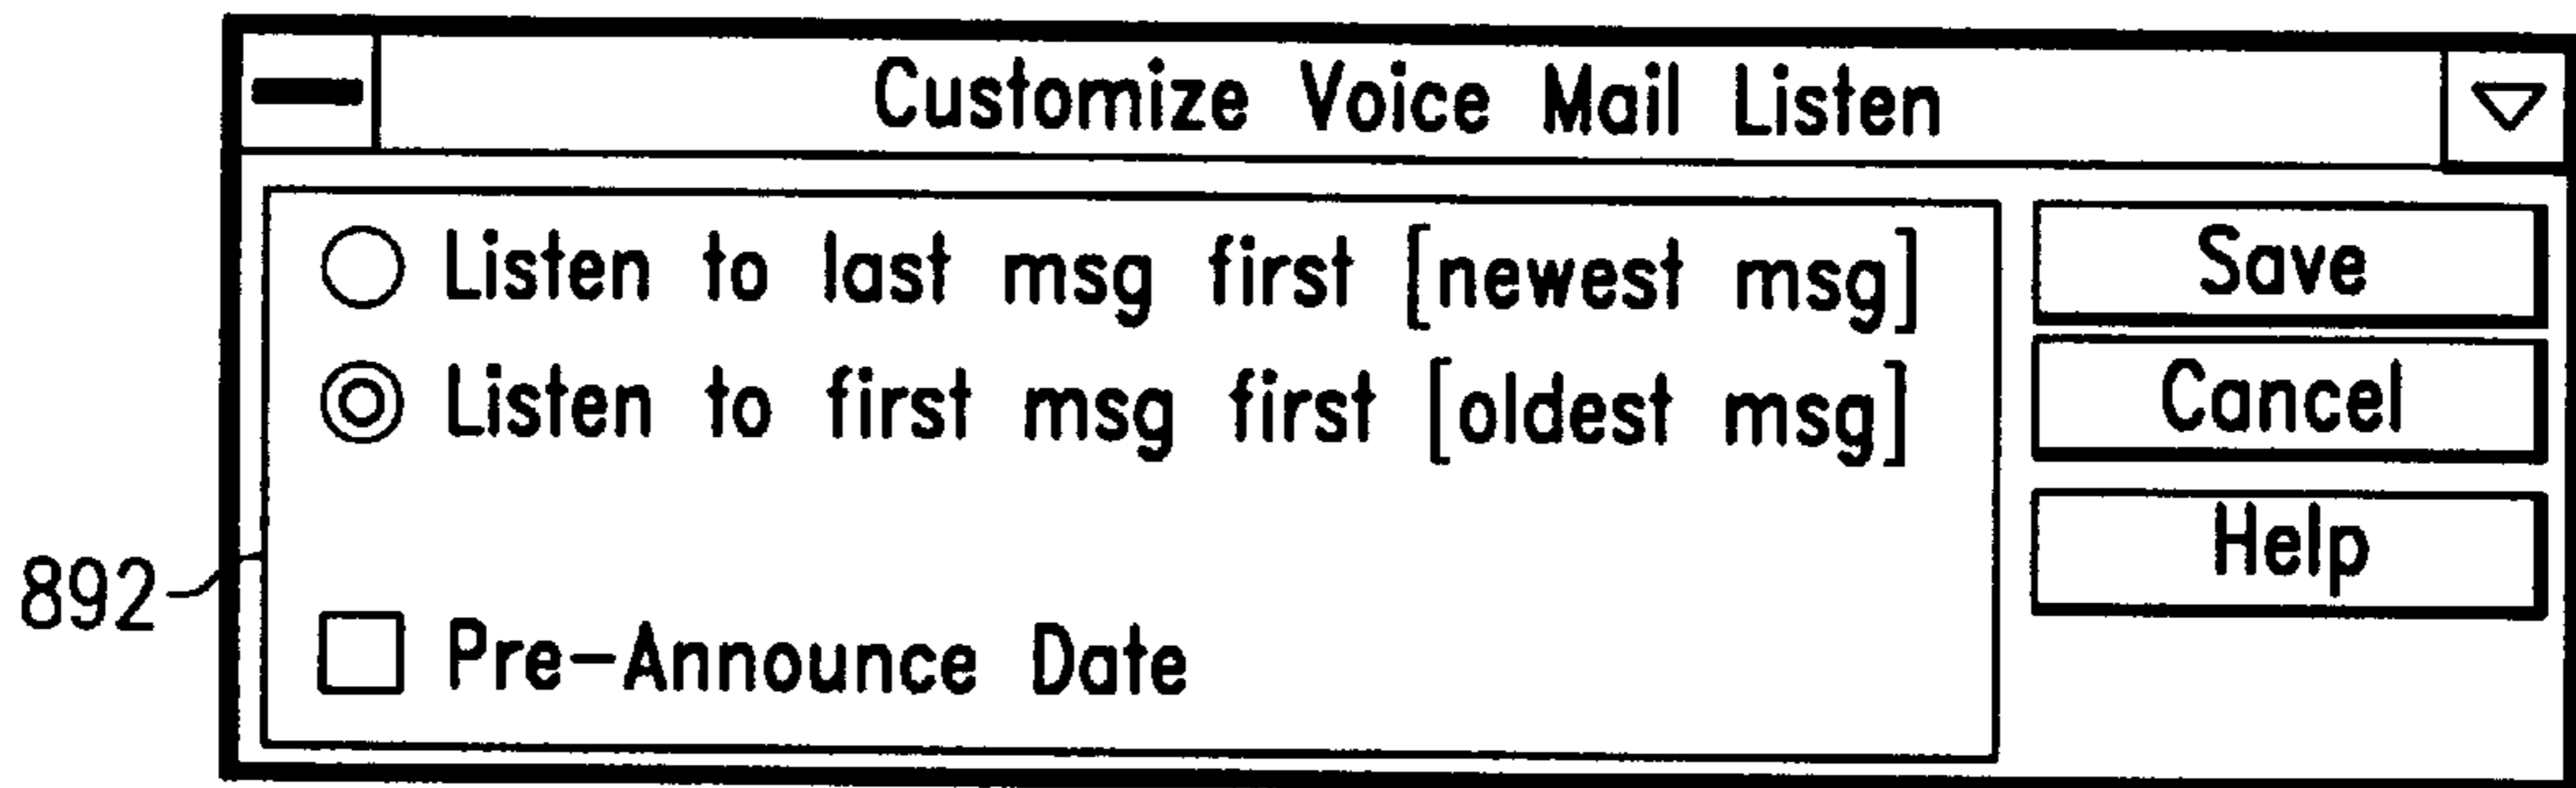 Customize Voice Mail Listen
Listen to last msg first [newest msg]
Listen to first msg first [oldest msg]
Pre-Announce Date
Save
Cancel
Help
892